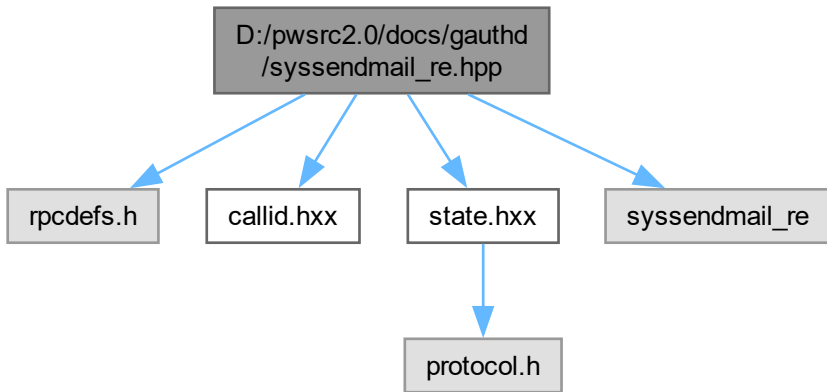 D:/pwsrc2.0/docs/gauthd
/syssendmail_re.hpp
rpcdefs.h
callid.hxx
state.hxx
syssendmail_re
protocol.h